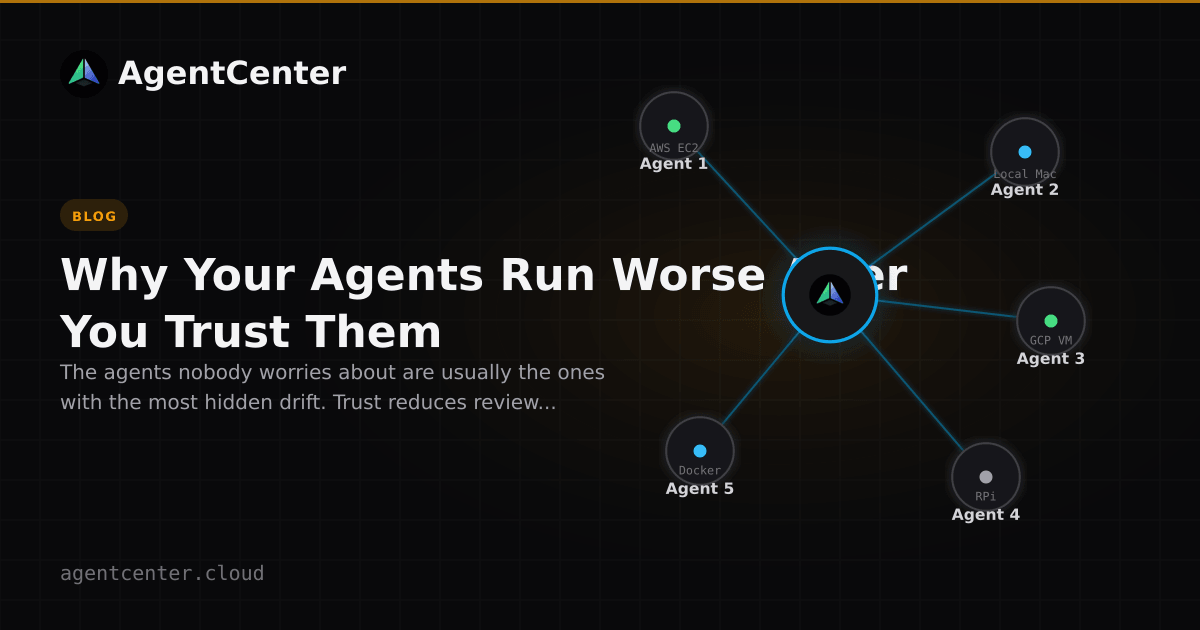 AgentCenter
BLOG
Why Your Agents Run Worse
You Trust Them
The agents nobody worries about are usually the ones
with the most hidden drift. Trust reduces review...
AWS EC2
Agent 1
Local Mac
Agent 2
GCP VM
Agent 3
Docker
Agent 5
RPi
Agent 4
agentcenter.cloud